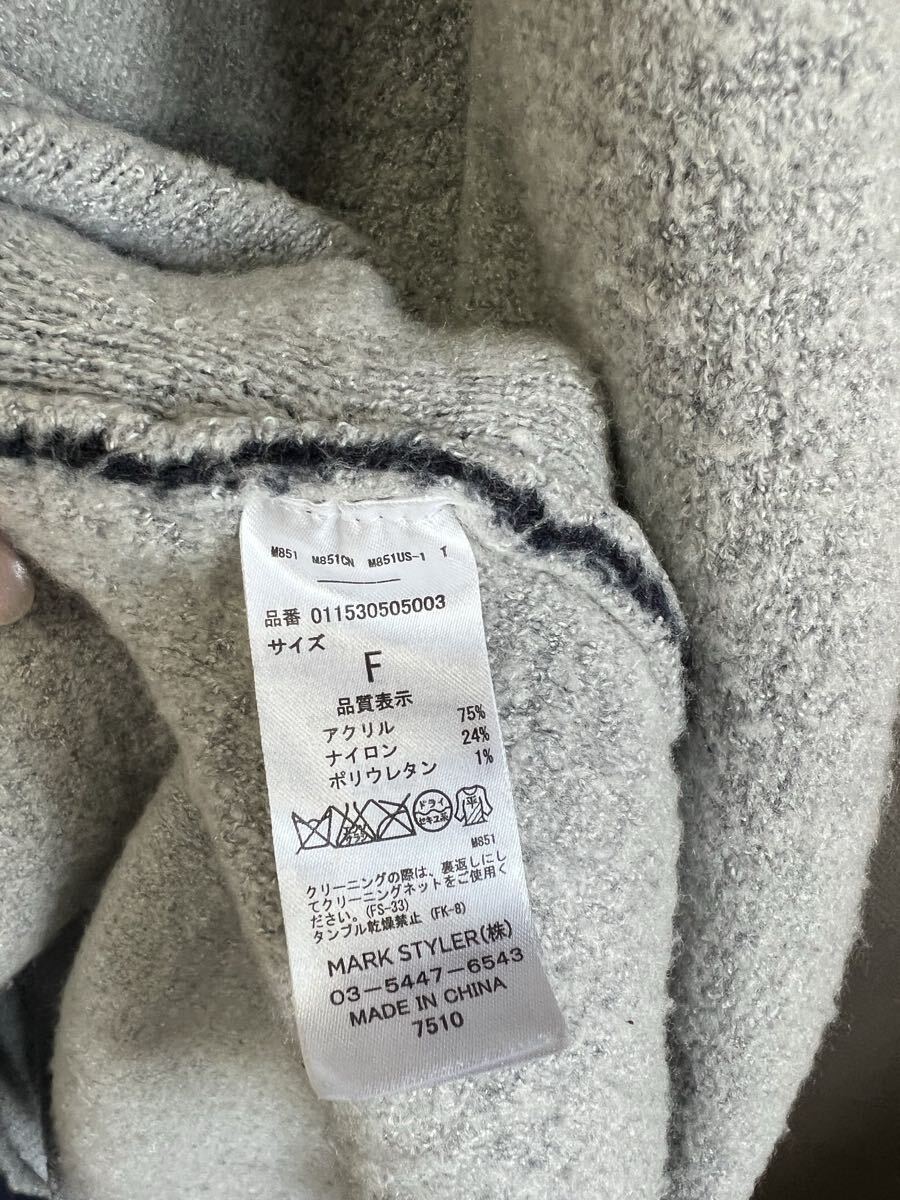 M851 M851CN M851US-1 T
品番 011530505003
サイズ
F
品質表示
アクリル 75%
ナイロン 24%
ポリウレタン 1%
ドライ
セキユ系
平
M851
クリーニングの際は、裏返しにし
てクリーニングネットをご使用く
ださい。(FS-33)
タンブル乾燥禁止 (FK-8)
MARK STYLER(株)
03-5447-6543
MADE IN CHINA
7510